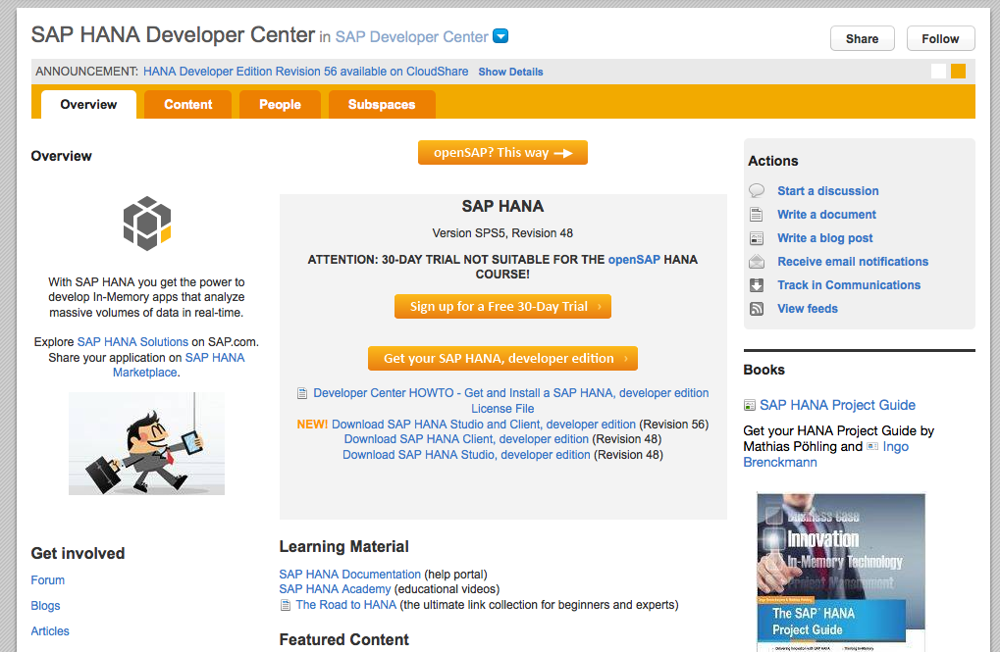 SAP HANA Developer Center in SAP Developer Center
Share
Follow
ANNOUNCEMENT: HANA Developer Edition Revision 56 available on CloudShare Show Details
Overview
Content
People
Subspaces
Overview
With SAP HANA you get the power to
develop In-Memory apps that analyze
massive volumes of data in real-time.
Explore SAP HANA Solutions on SAP.com.
Share your application on SAP HANA
Marketplace.
Get involved
Forum
Blogs
Articles
openSAP? This way
SAP HANA
Version SPS5, Revision 48
ATTENTION: 30-DAY TRIAL NOT SUITABLE FOR THE openSAP HANA
COURSE!
Sign up for a Free 30-Day Trial ›
Get your SAP HANA, developer edition ›
Developer Center HOWTO - Get and Install a SAP HANA, developer edition
License File
NEW! Download SAP HANA Studio and Client, developer edition (Revision 56)
Download SAP HANA Client, developer edition (Revision 48)
Download SAP HANA Studio, developer edition (Revision 48)
Learning Material
SAP HANA Documentation (help portal)
SAP HANA Academy (educational videos)
The Road to HANA (the ultimate link collection for beginners and experts)
Featured Content
Actions
Start a discussion
Write a document
Write a blog post
Receive email notifications
Track in Communications
View feeds
Books
SAP HANA Project Guide
Get your HANA Project Guide by
Mathias Pöhling and Ingo
Brenckmann
Business Case
Innovation
In-Memory Technology
Project Management
The SAP HANA
Project Guide